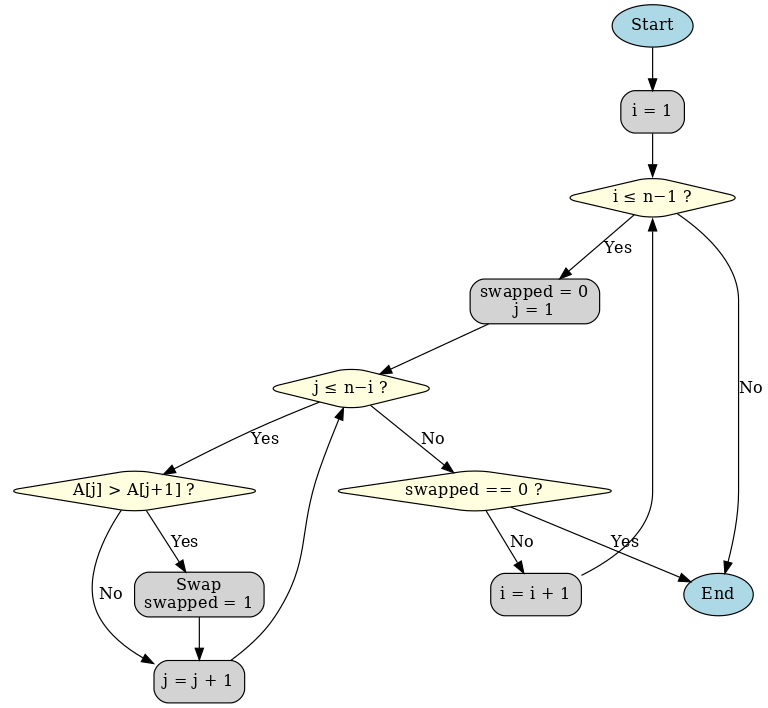 Start
i = 1
i ≤ n−1 ?
Yes
swapped = 0
j = 1
No
j ≤ n−i ?
Yes
No
A[j] > A[j+1] ?
swapped == 0 ?
Yes
No
Yes
No
Swap
swapped = 1
i = i + 1
End
j = j + 1